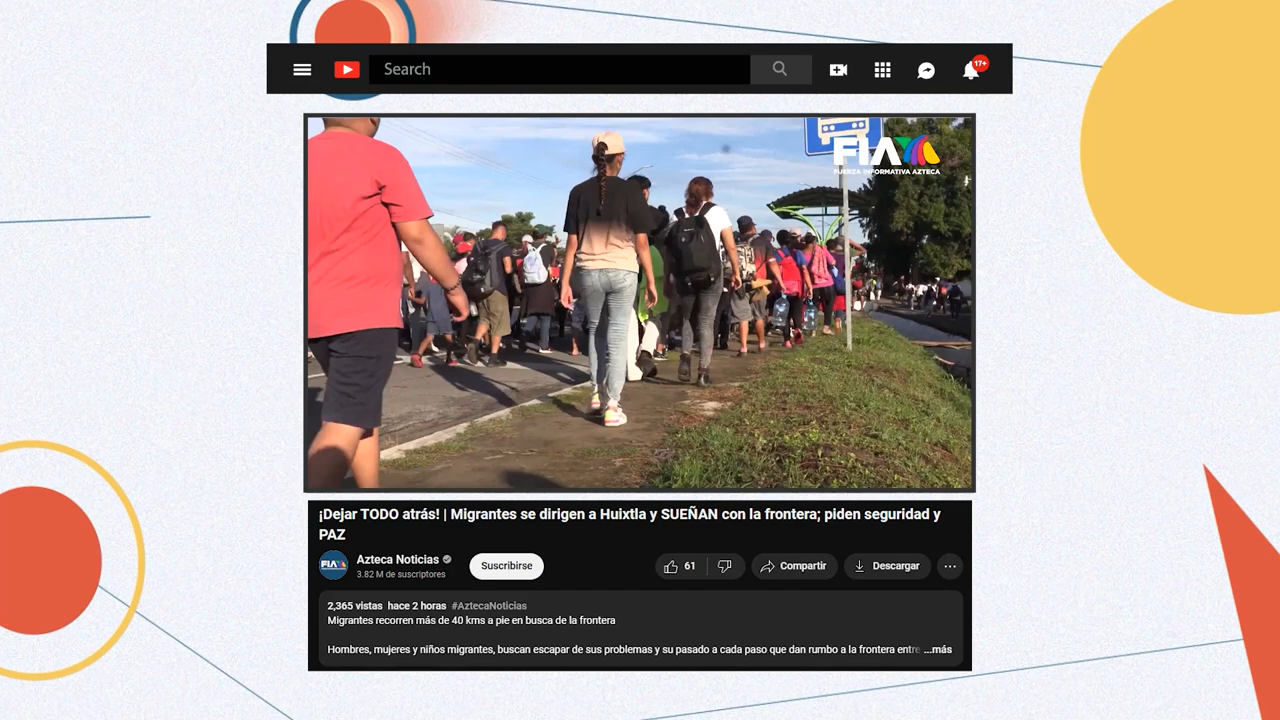 Search
17+
FIA
FUERZA INFORMATIVA AZTECA
¡Dejar TODO atrás! | Migrantes se dirigen a Huixtla y SUEÑAN con la frontera; piden seguridad y
PAZ
FIA
Azteca Noticias
3.82 M de suscriptores
Suscribirse
61
Compartir
Descargar
2,365 vistas hace 2 horas #AztecaNoticias
Migrantes recorren más de 40 kms a pie en busca de la frontera
Hombres, mujeres y niños migrantes, buscan escapar de sus problemas y su pasado a cada paso que dan rumbo a la frontera entre ...más